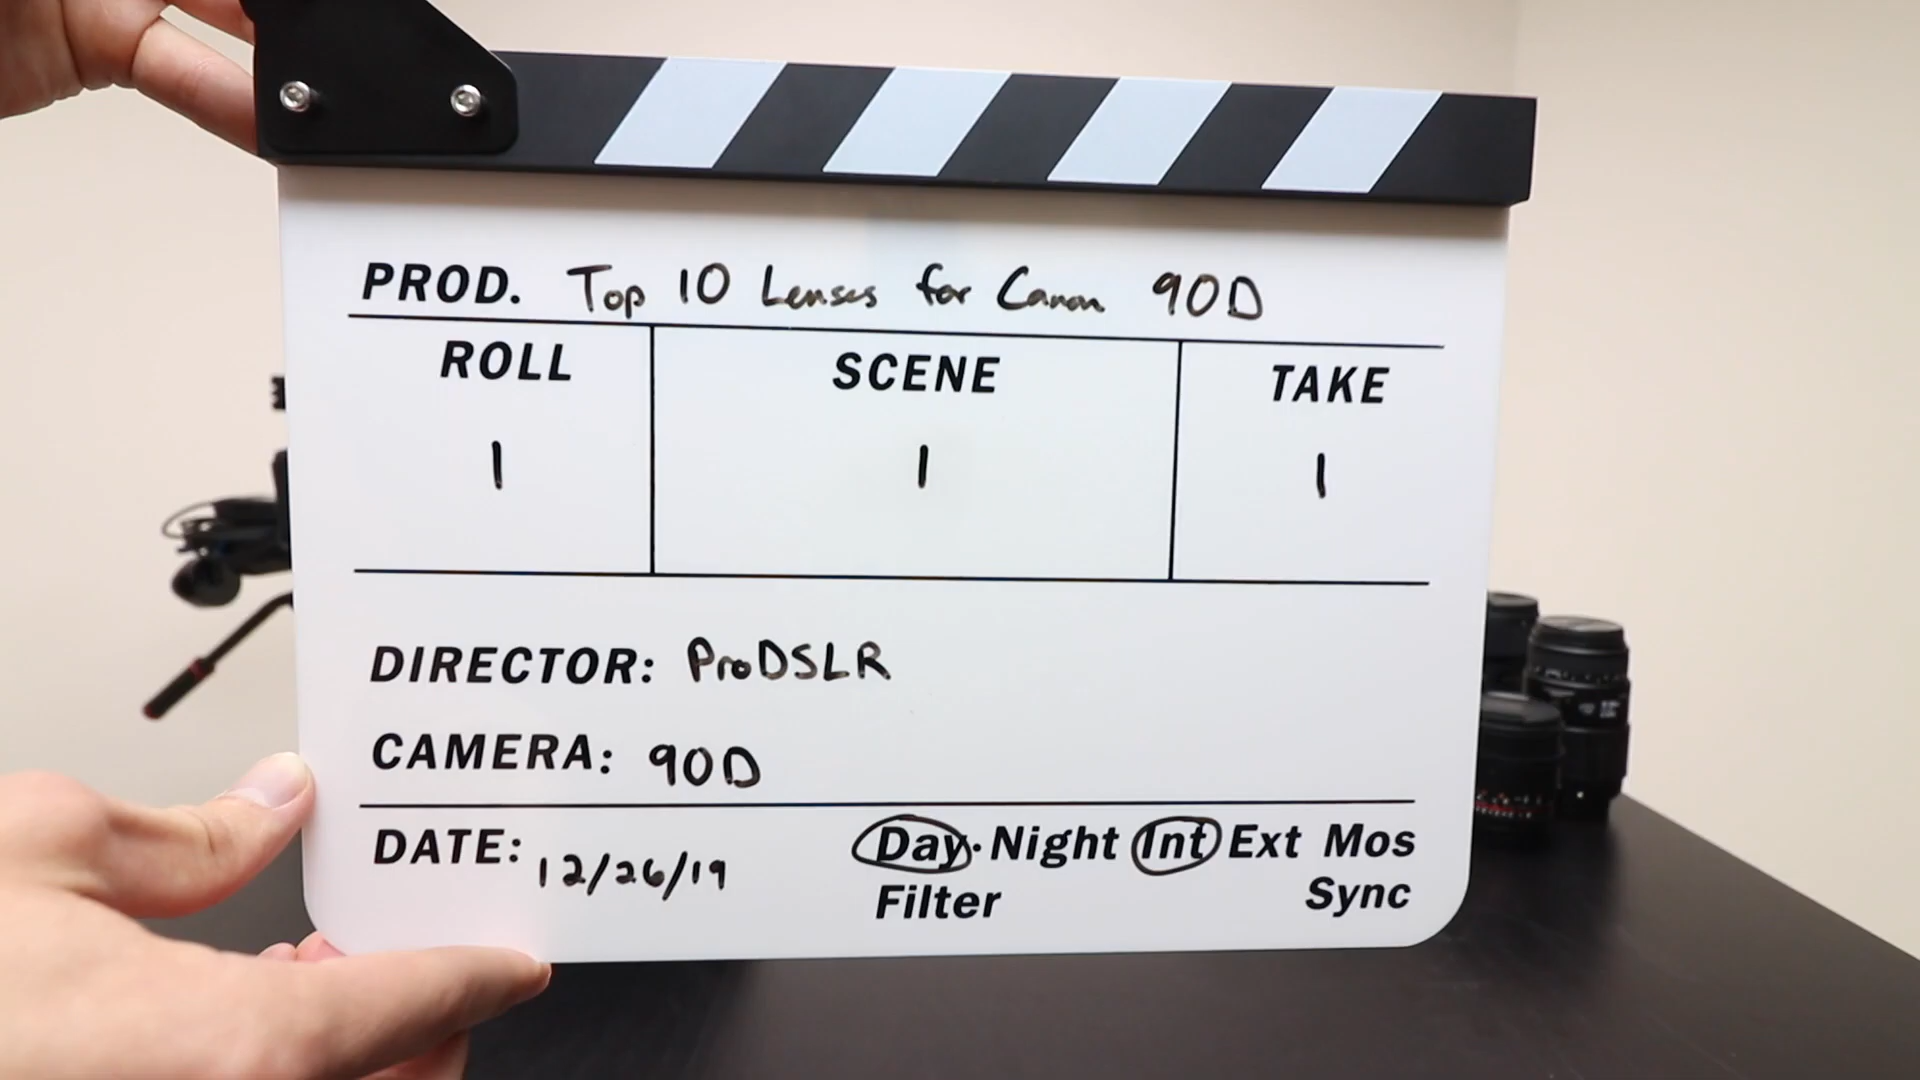 PROD. Top 10 Lenses for Canon 90D
ROLL SCENE TAKE
1 1 1
DIRECTOR: ProDSLR
CAMERA: 90D
DATE: 12/26/19 Day·Night Int Ext Mos
Filter Sync